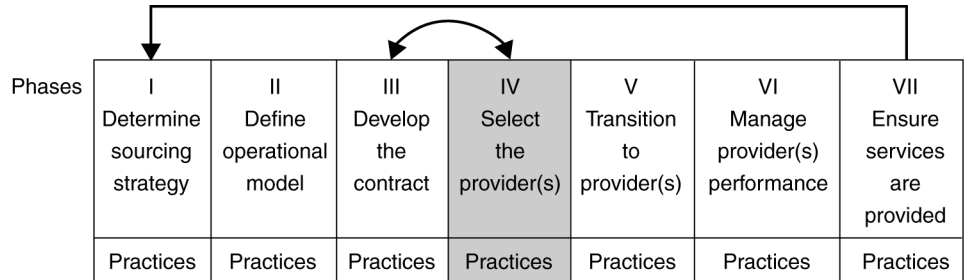 Phases
I
Determine
sourcing
strategy
II
Define
operational
model
III
Develop
the
contract
IV
Select
the
provider(s)
V
Transition
to
provider(s)
VI
Manage
provider(s)
performance
VII
Ensure
services
are
provided
Practices
Practices
Practices
Practices
Practices
Practices
Practices